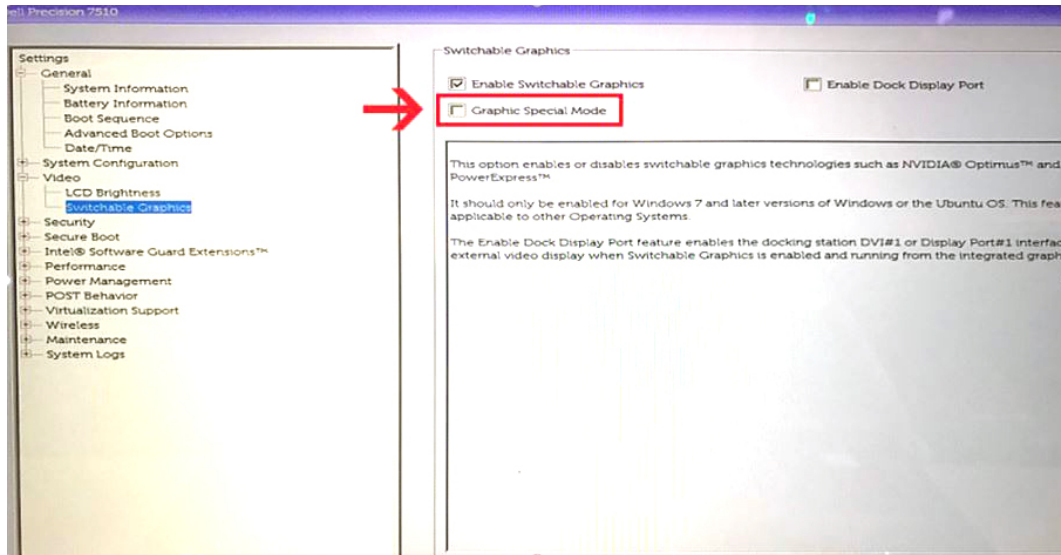 ell Precision 7510
Settings
General
System Information
Battery Information
Boot Sequence
Advanced Boot Options
Date/Time
System Configuration
Video
LCD Brightness
Switchable Graphics
Security
Secure Boot
Intel® Software Guard Extensions™
Performance
Power Management
POST Behavior
Virtualization Support
Wireless
Maintenance
System Logs
Switchable Graphics
Enable Switchable Graphics
Enable Dock Display Port
Graphic Special Mode
This option enables or disables switchable graphics technologies such as NVIDIA® Optimus™ and
PowerExpress™
It should only be enabled for Windows 7 and later versions of Windows or the Ubuntu OS. This fea
applicable to other Operating Systems.
The Enable Dock Display Port feature enables the docking station DVI#1 or Display Port#1 interfac
external video display when Switchable Graphics is enabled and running from the integrated graph